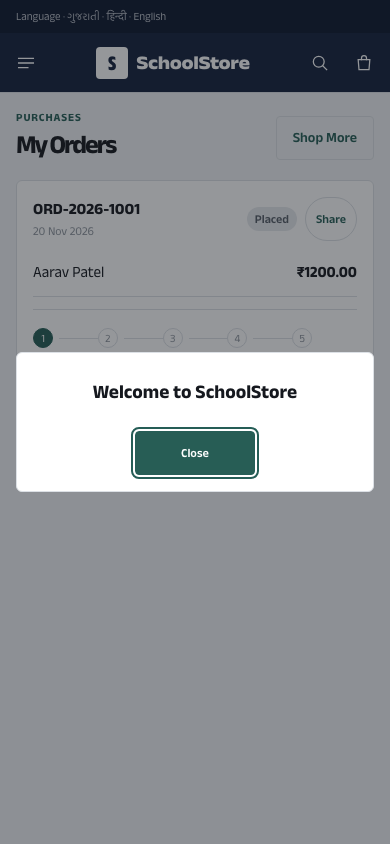 Language · ગુજરાતી · हिन्दी · English
S SchoolStore
PURCHASES
My Orders
Shop More
ORD-2026-1001
20 Nov 2026
Placed
Share
Aarav Patel
₹1200.00
1 2 3 4 5
Welcome to SchoolStore
Close